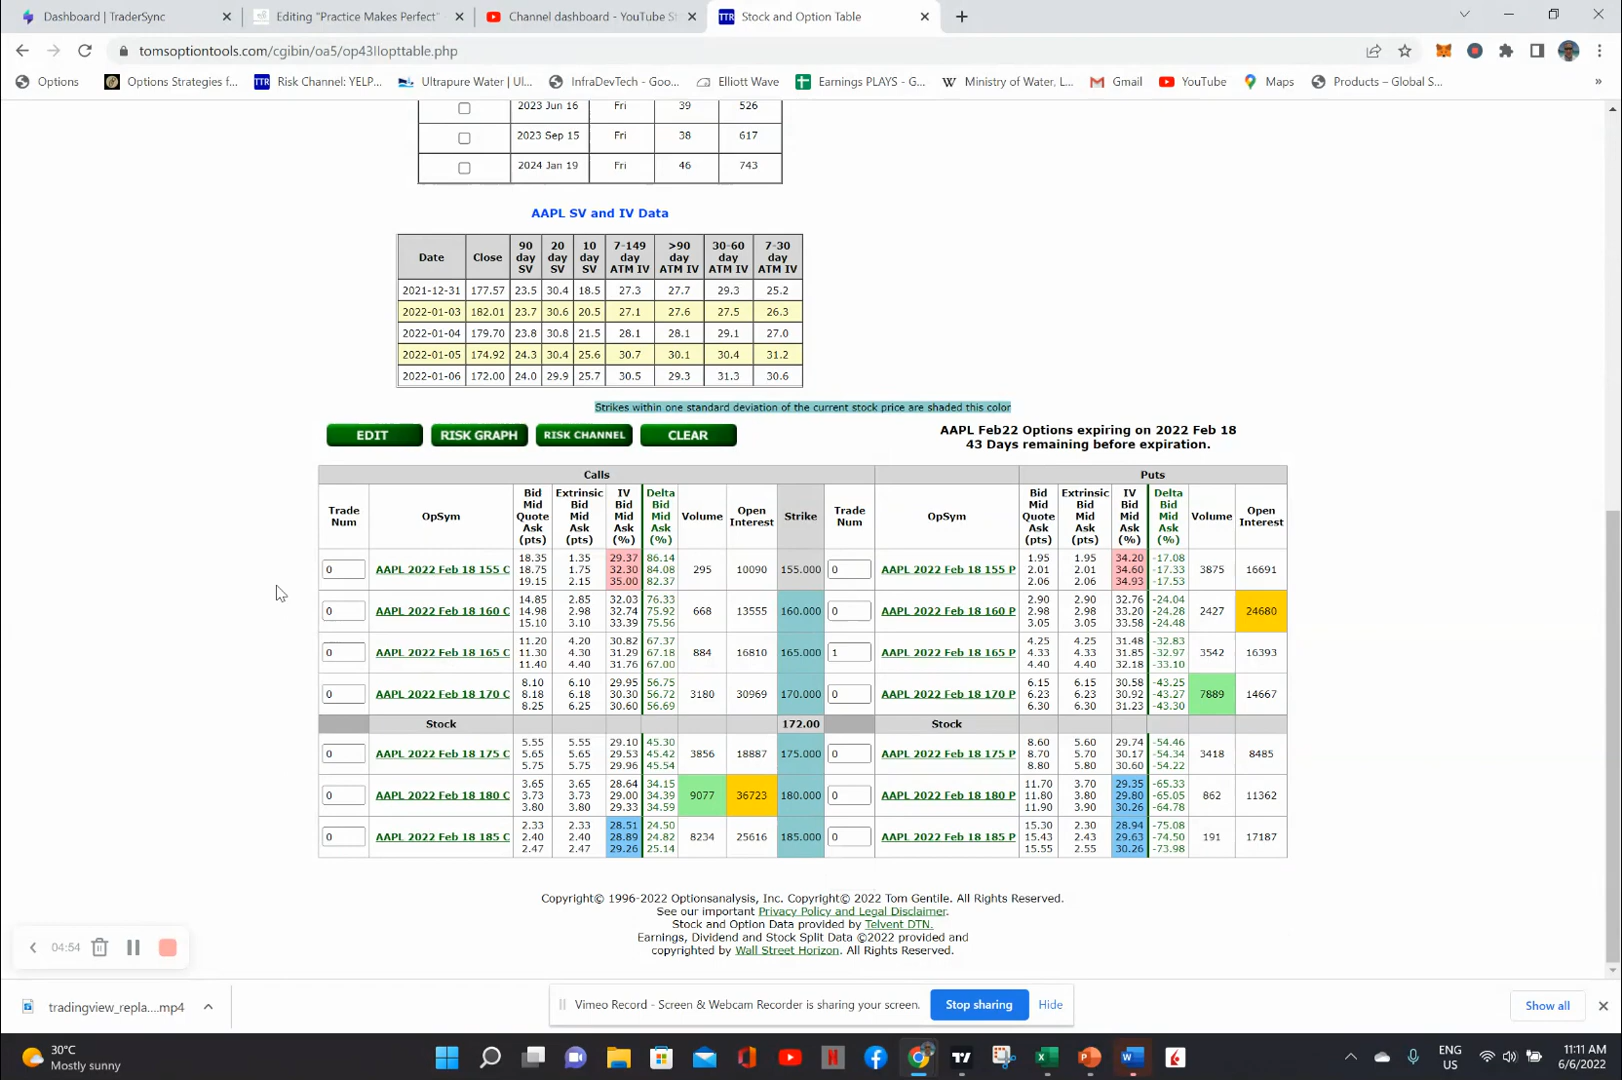 Dashboard | TraderSync
Editing "Practice Makes Perfect"
Channel dashboard - YouTube S
TTR Stock and Option Table
tomsoptiontools.com/cgibin/oa5/op43!!opttable.php
Options
Options Strategies f...
TTR Risk Channel: YELP...
Ultrapure Water | Ul...
InfraDevTech - Goo...
Elliott Wave
Earnings PLAYS - G...
Ministry of Water, L...
Gmail
YouTube
Maps
Products – Global S...
»
2023 Jun 16 Fri 39 526
2023 Sep 15 Fri 38 617
2024 Jan 19 Fri 46 743
AAPL SV and IV Data
Date Close 90 day SV 20 day SV 10 day SV 7-149 day ATM IV >90 day ATM IV 30-60 day ATM IV 7-30 day ATM IV
2021-12-31 177.57 23.5 30.4 18.5 27.3 27.7 29.3 25.2
2022-01-03 182.01 23.7 30.6 20.5 27.1 27.6 27.5 26.3
2022-01-04 179.70 23.8 30.8 21.5 28.1 28.1 29.1 27.0
2022-01-05 174.92 24.3 30.4 25.6 30.7 30.1 30.4 31.2
2022-01-06 172.00 24.0 29.9 25.7 30.5 29.3 31.3 30.6
Strikes within one standard deviation of the current stock price are shaded this color
EDIT RISK GRAPH RISK CHANNEL CLEAR
AAPL Feb22 Options expiring on 2022 Feb 18
43 Days remaining before expiration.
Calls Puts
Trade Num OpSym Bid Mid Quote Ask (pts) Extrinsic Bid Mid Ask (pts) IV Bid Mid Ask (%) Delta Bid Mid Ask (%) Volume Open Interest Strike Trade Num OpSym Bid Mid Quote Ask (pts) Extrinsic Bid Mid Ask (pts) IV Bid Mid Ask (%) Delta Bid Mid Ask (%) Volume Open Interest
18.35 1.35 29.37 86.14 1.95 1.95 34.20 -17.08
0 AAPL 2022 Feb 18 155 C 18.75 1.75 32.30 84.08 295 10090 155.000 0 AAPL 2022 Feb 18 155 P 2.01 2.01 34.60 -17.33 3875 16691
19.15 2.15 35.00 82.37 2.06 2.06 34.93 -17.53
14.85 2.85 32.03 76.33 2.90 2.90 32.76 -24.04
0 AAPL 2022 Feb 18 160 C 14.98 2.98 32.74 75.92 668 13555 160.000 0 AAPL 2022 Feb 18 160 P 2.98 2.98 33.20 -24.28 2427 24680
15.10 3.10 33.39 75.56 3.05 3.05 33.58 -24.48
11.20 4.20 30.82 67.37 4.25 4.25 31.48 -32.83
0 AAPL 2022 Feb 18 165 C 11.30 4.30 31.29 67.18 884 16810 165.000 1 AAPL 2022 Feb 18 165 P 4.33 4.33 31.85 -32.97 3542 16393
11.40 4.40 31.76 67.00 4.40 4.40 32.18 -33.10
8.10 6.10 29.95 56.75 6.15 6.15 30.58 -43.25
0 AAPL 2022 Feb 18 170 C 8.18 6.18 30.30 56.72 3180 30969 170.000 0 AAPL 2022 Feb 18 170 P 6.23 6.23 30.92 -43.27 7889 14667
8.25 6.25 30.60 56.69 6.30 6.30 31.23 -43.30
Stock 172.00 Stock
5.55 5.55 29.10 45.30 8.60 5.60 29.74 -54.46
0 AAPL 2022 Feb 18 175 C 5.65 5.65 29.53 45.42 3856 18887 175.000 0 AAPL 2022 Feb 18 175 P 8.70 5.70 30.17 -54.34 3418 8485
5.75 5.75 29.96 45.54 8.80 5.80 30.60 -54.22
3.65 3.65 28.64 34.15 11.70 3.70 29.35 -65.33
0 AAPL 2022 Feb 18 180 C 3.73 3.73 29.00 34.39 9077 36723 180.000 0 AAPL 2022 Feb 18 180 P 11.80 3.80 29.80 -65.05 862 11362
3.80 3.80 29.33 34.59 11.90 3.90 30.26 -64.78
2.33 2.33 28.51 24.50 15.30 2.30 28.94 -75.08
0 AAPL 2022 Feb 18 185 C 2.40 2.40 28.89 24.82 8234 25616 185.000 0 AAPL 2022 Feb 18 185 P 15.43 2.43 29.63 -74.50 191 17187
2.47 2.47 29.26 25.14 15.55 2.55 30.26 -73.98
Copyright© 1996-2022 Optionsanalysis, Inc. Copyright© 2022 Tom Gentile. All Rights Reserved.
See our important Privacy Policy and Legal Disclaimer.
Stock and Option Data provided by Telvent DTN.
Earnings, Dividend and Stock Split Data ©2022 provided and
copyrighted by Wall Street Horizon. All Rights Reserved.
04:54
tradingview_repla....mp4
Vimeo Record - Screen & Webcam Recorder is sharing your screen.
Stop sharing
Hide
Show all
30°C
Mostly sunny
ENG
US
11:11 AM
6/6/2022